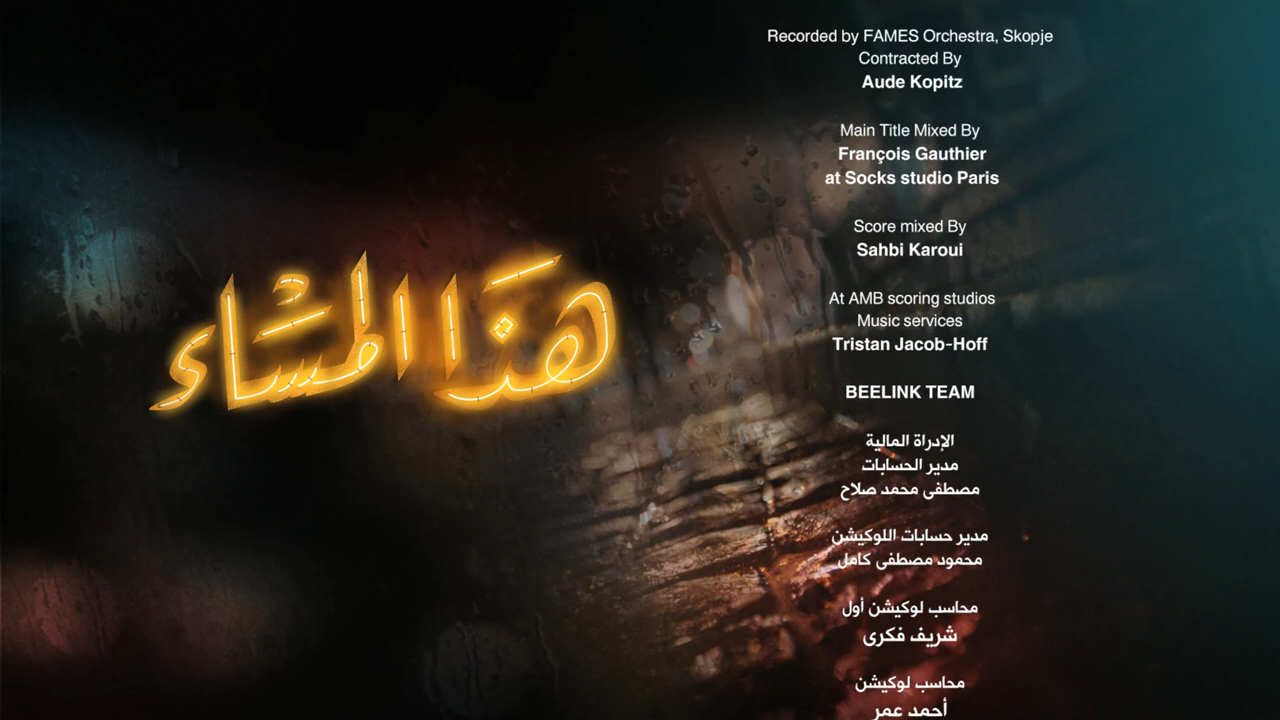 هَذَا المَسَاء
Recorded by FAMES Orchestra, Skopje
Contracted By
Aude Kopitz
Main Title Mixed By
François Gauthier
at Socks studio Paris
Score mixed By
Sahbi Karoui
At AMB scoring studios
Music services
Tristan Jacob-Hoff
BEELINK TEAM
الإدراة المالية
مدير الحسابات
مصطفى محمد صلاح
مدير حسابات اللوكيشن
محمود مصطفى كامل
محاسب لوكيشن أول
شريف فكرى
محاسب لوكيشن
أحمد عمر